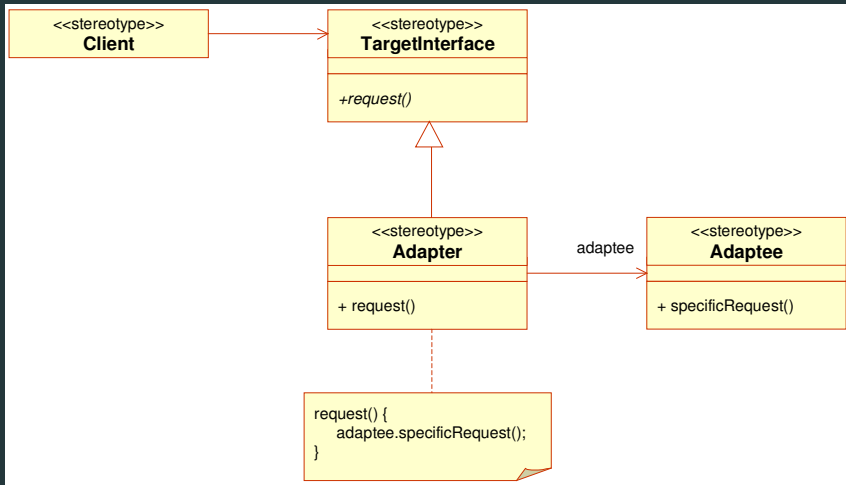 <<stereotype>>
Client
<<stereotype>>
TargetInterface
+request()
<<stereotype>>
Adapter
+ request()
adaptee
<<stereotype>>
Adaptee
+ specificRequest()
request() {
adaptee.specificRequest();
}